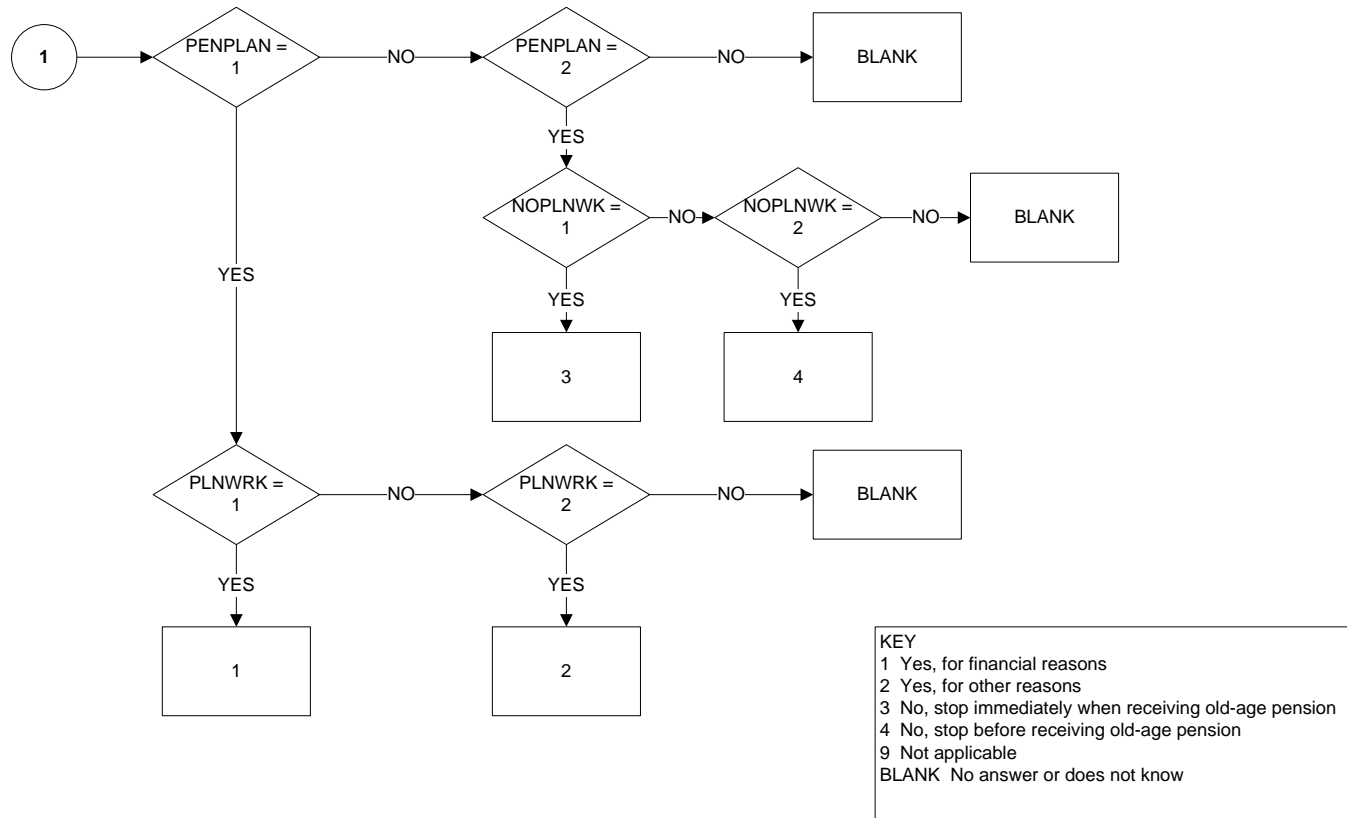 1
PENPLAN =
1
NO
PENPLAN =
2
NO
BLANK
YES
NOPLNWK =
1
NO
NOPLNWK =
2
NO
BLANK
YES
YES
YES
3
4
PLNWRK =
1
NO
PLNWRK =
2
NO
BLANK
YES
YES
1
2
KEY
1 Yes, for financial reasons
2 Yes, for other reasons
3 No, stop immediately when receiving old-age pension
4 No, stop before receiving old-age pension
9 Not applicable
BLANK No answer or does not know